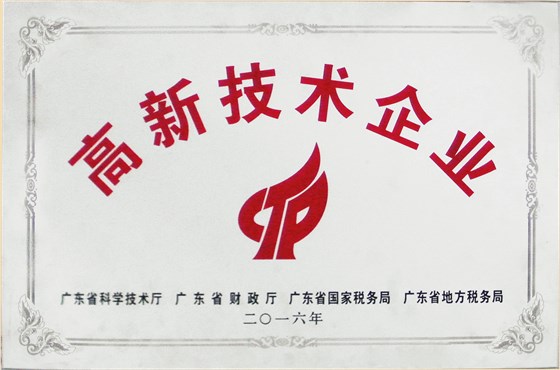 高新技术企业
广东省科学技术厅 广东省财政厅 广东省国家税务局 广东省地方税务局
二〇一六年